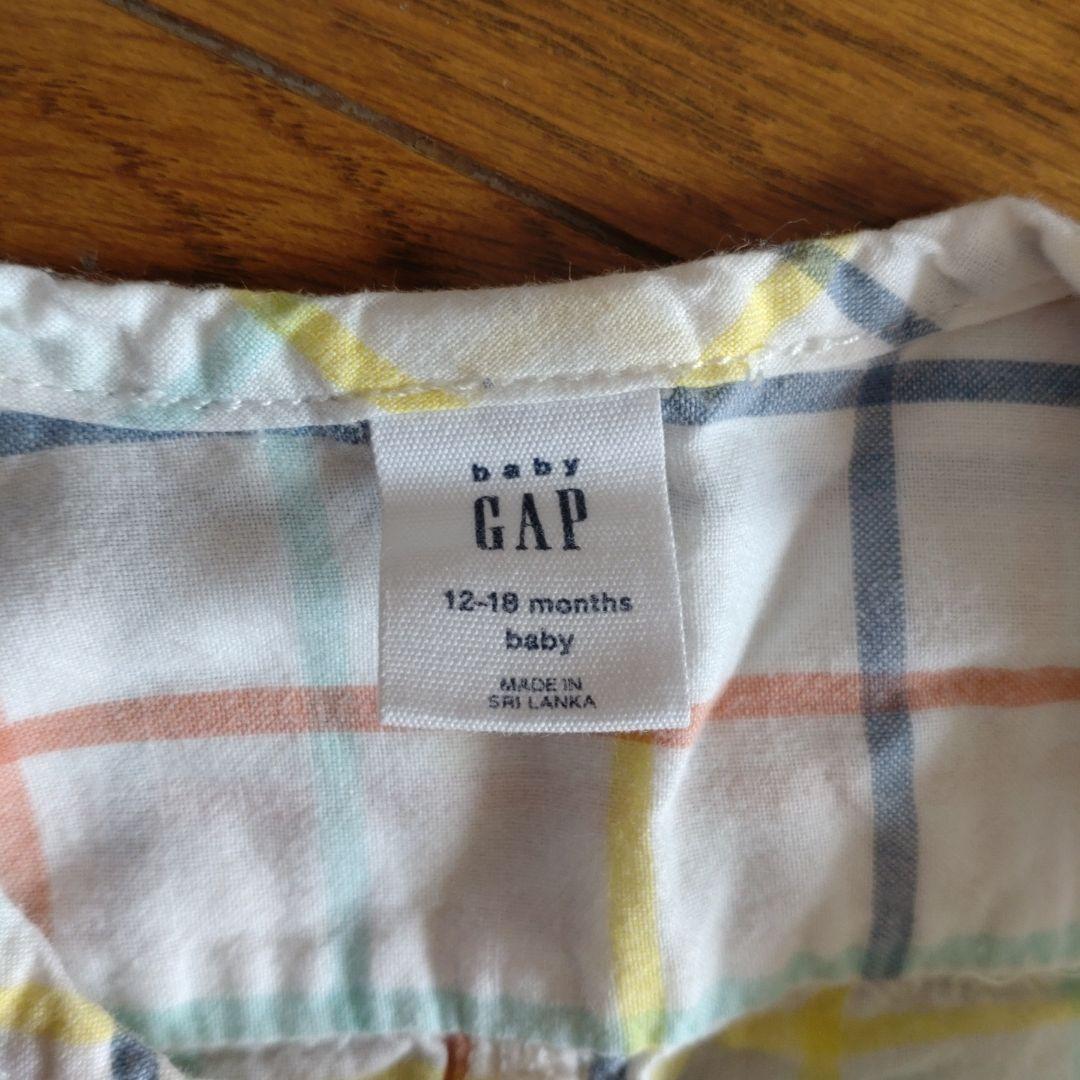 baby
GAP
12-18 months
baby
MADE IN
SRI LANKA